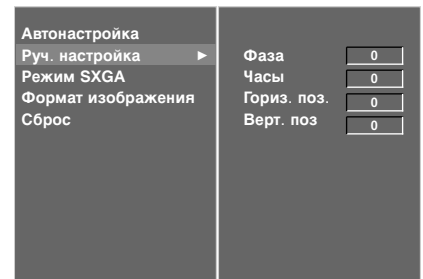 Автонастройка
Руч. настройка ►
Режим SXGA
Формат изображения
Сброс
Фаза 0
Часы 0
Гориз. поз. 0
Верт. поз 0